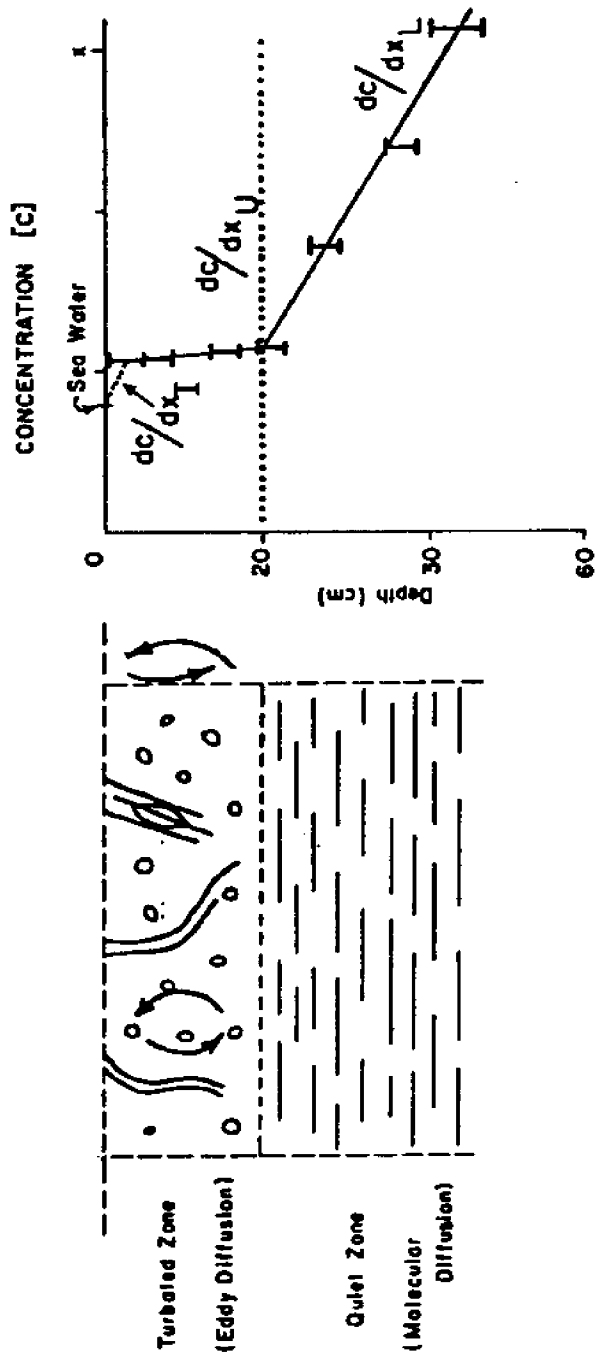 Turbated Zone
(Eddy Diffusion)
Quiet Zone
(Molecular
Diffusion)
CONCENTRATION [C]
Sea Water
x
0
20
30
60
Depth (cm)
dc/dx I
dc/dx U
dc/dx L